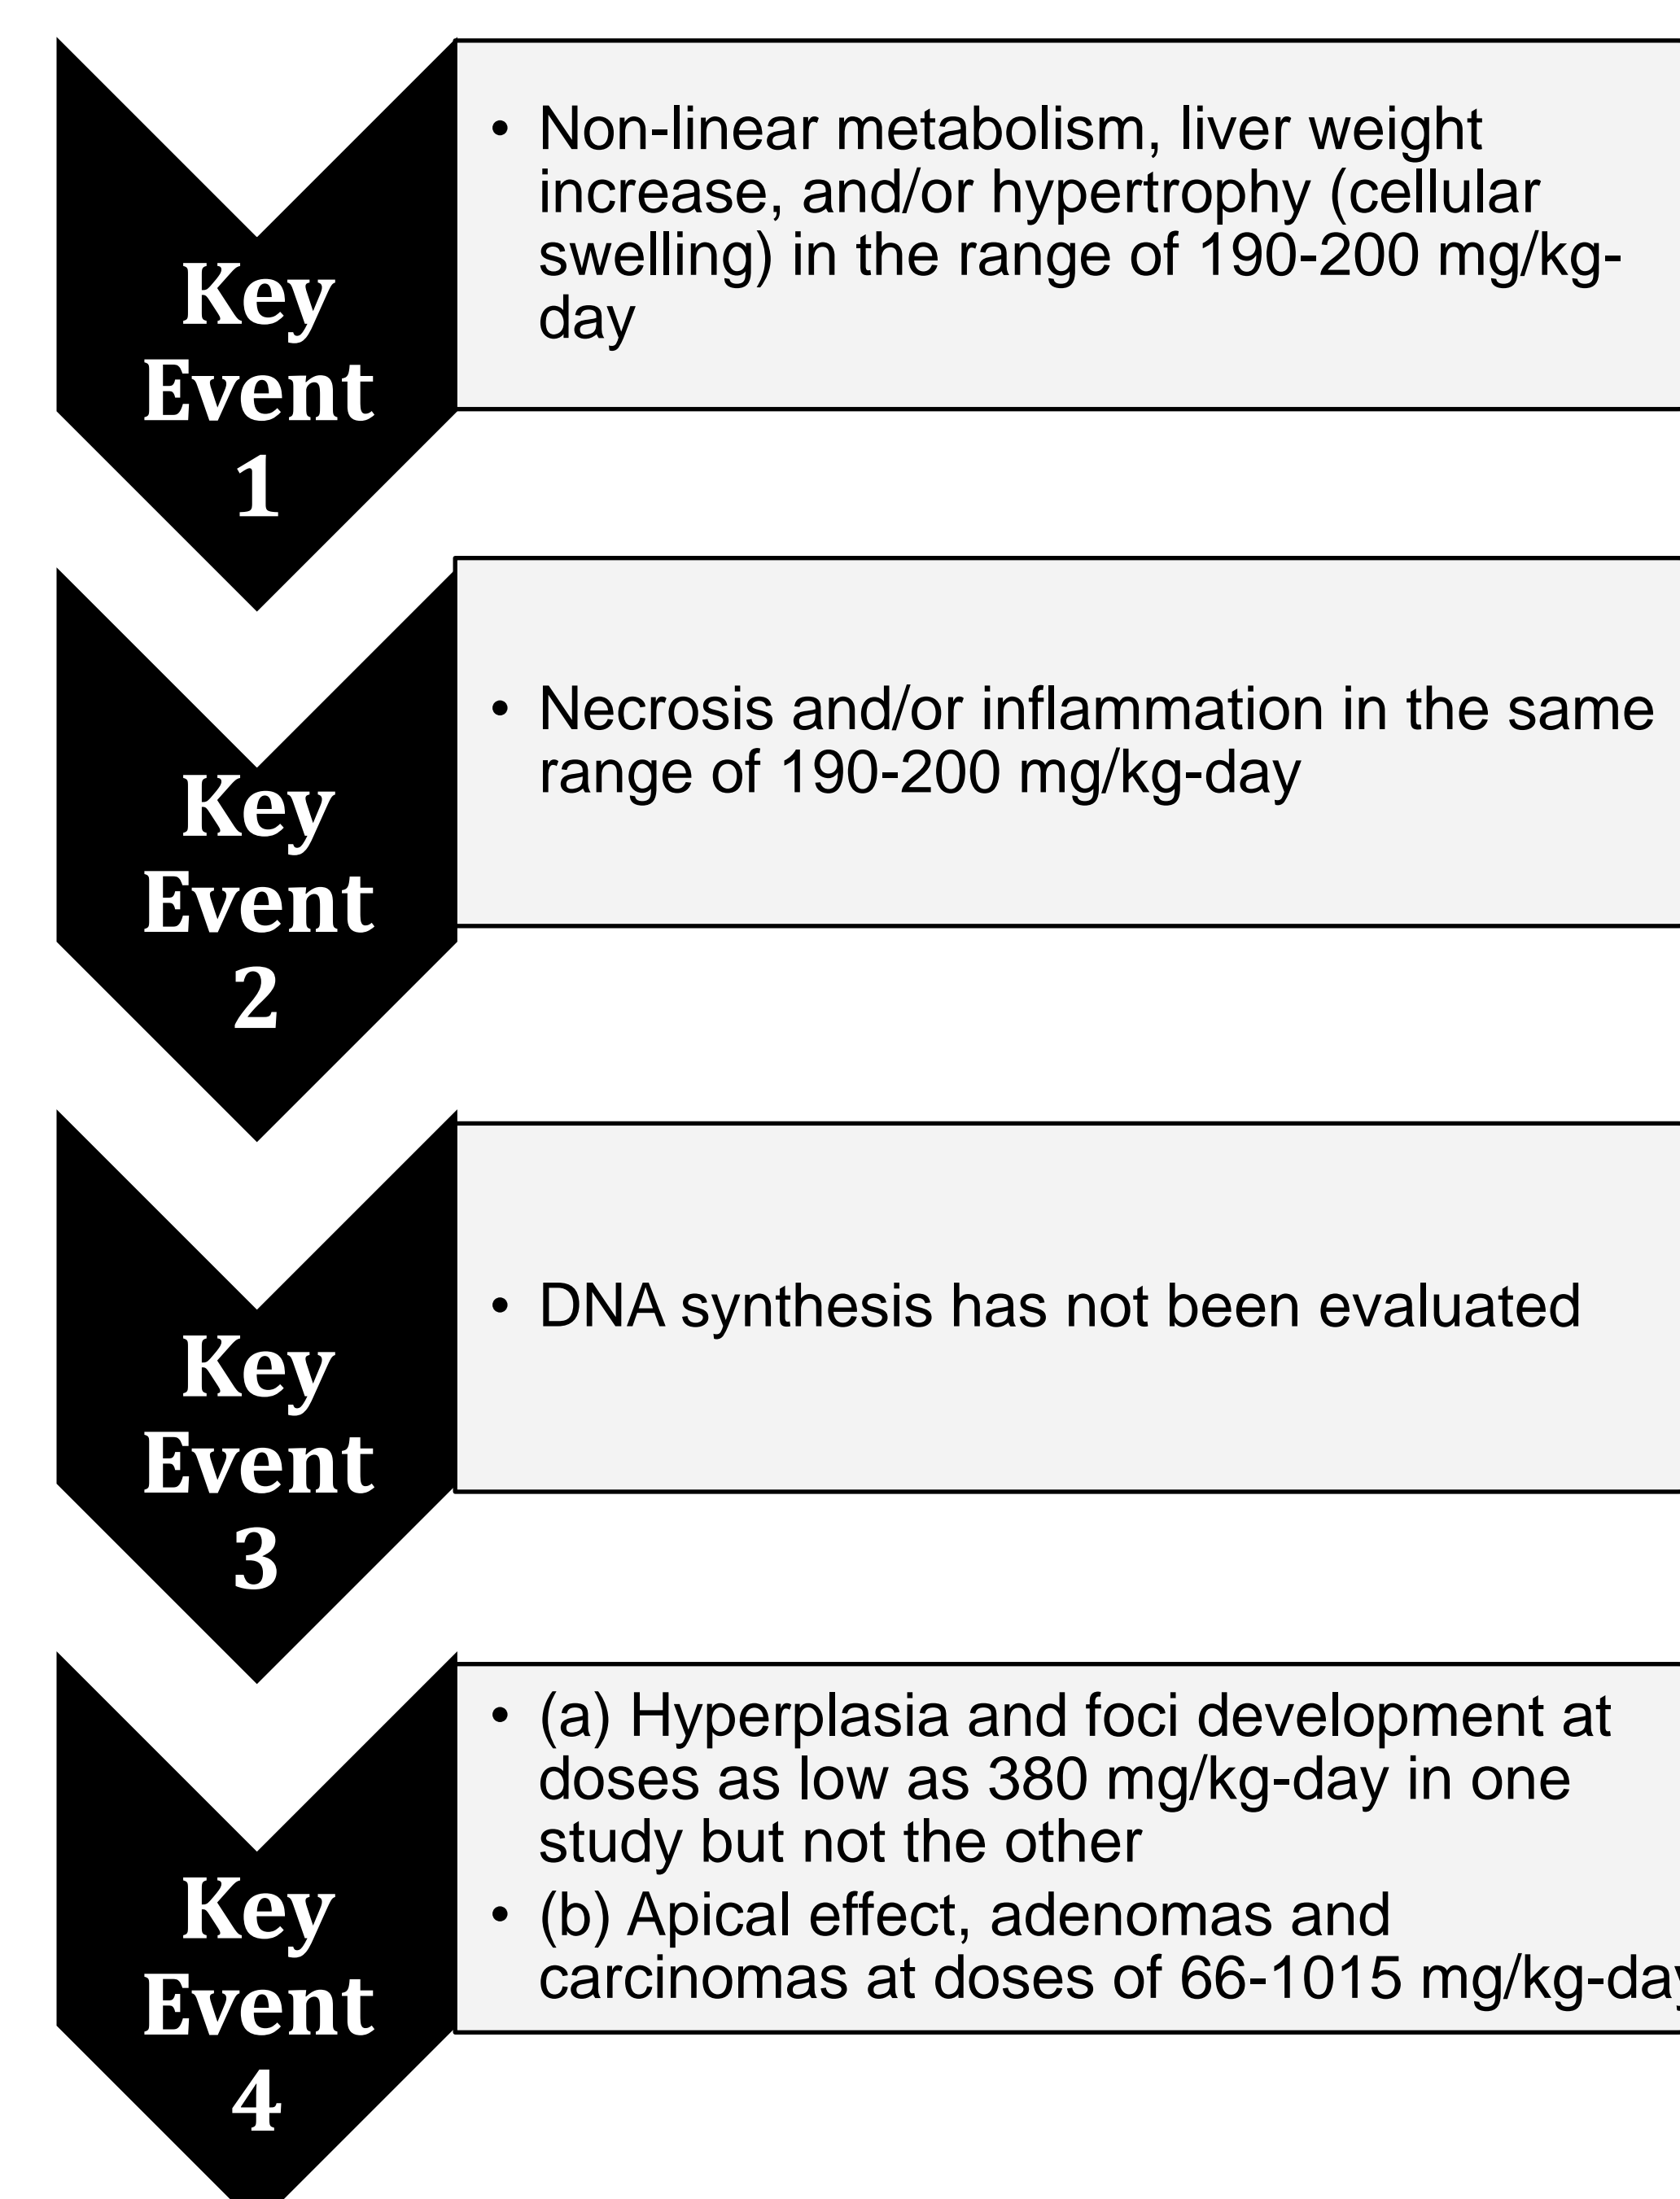 Key
Event
1
• Non-linear metabolism, liver weight
increase, and/or hypertrophy (cellular
swelling) in the range of 190-200 mg/kg-
day
Key
Event
2
• Necrosis and/or inflammation in the same
range of 190-200 mg/kg-day
Key
Event
3
• DNA synthesis has not been evaluated
Key
Event
4
• (a) Hyperplasia and foci development at
doses as low as 380 mg/kg-day in one
study but not the other
• (b) Apical effect, adenomas and
carcinomas at doses of 66-1015 mg/kg-day